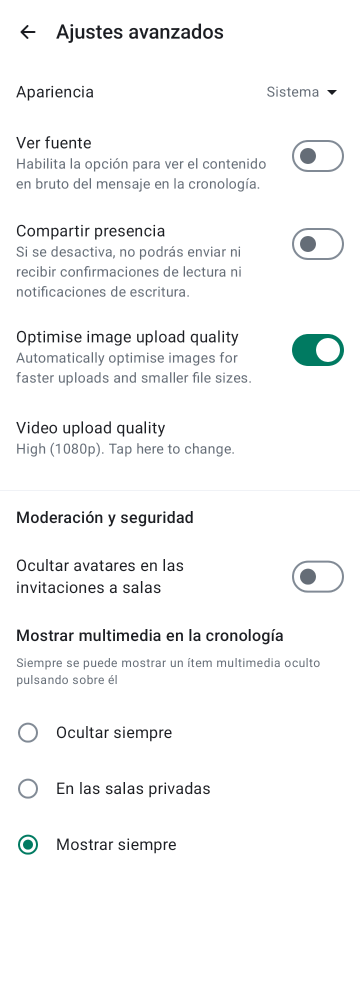 Ajustes avanzados
Apariencia
Sistema
Ver fuente
Habilita la opción para ver el contenido
en bruto del mensaje en la cronología.
Compartir presencia
Si se desactiva, no podrás enviar ni
recibir confirmaciones de lectura ni
notificaciones de escritura.
Optimise image upload quality
Automatically optimise images for
faster uploads and smaller file sizes.
Video upload quality
High (1080p). Tap here to change.
Moderación y seguridad
Ocultar avatares en las
invitaciones a salas
Mostrar multimedia en la cronología
Siempre se puede mostrar un ítem multimedia oculto
pulsando sobre él
Ocultar siempre
En las salas privadas
Mostrar siempre